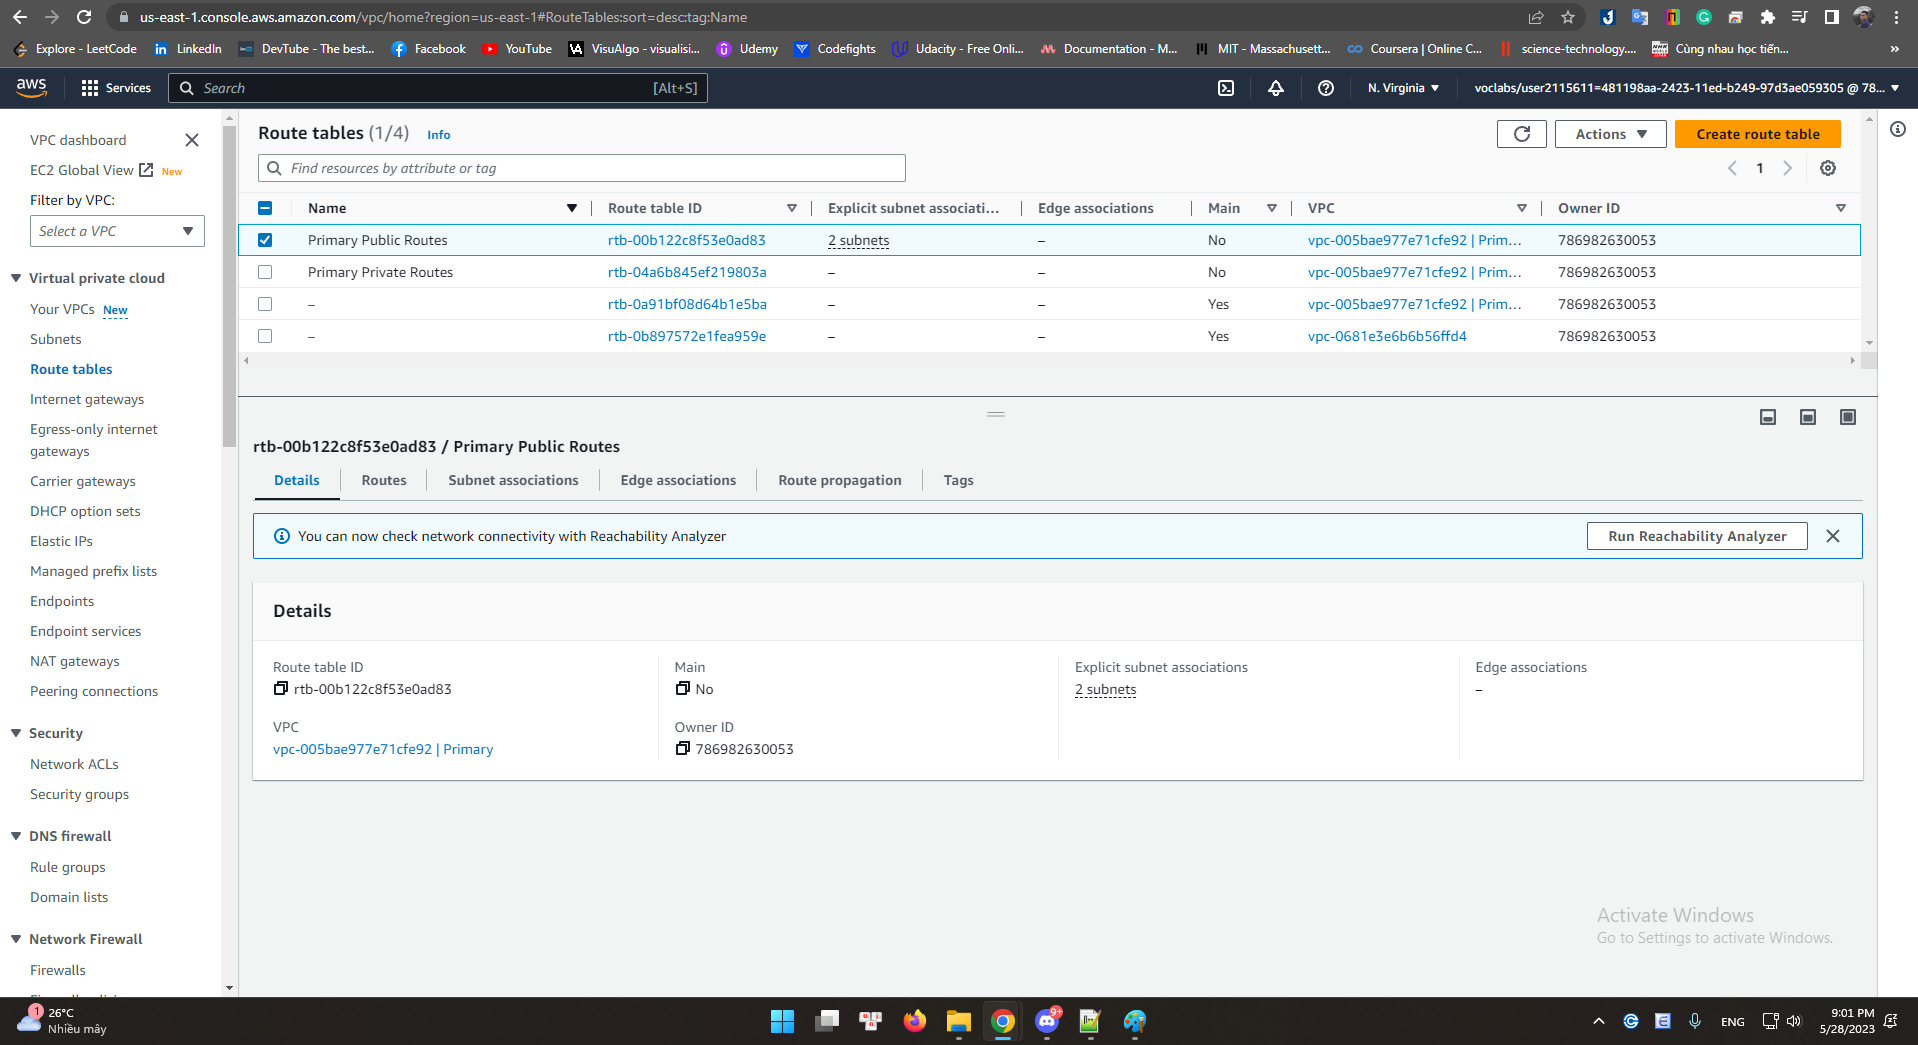 us-east-1.console.aws.amazon.com/vpc/home?region=us-east-1#RouteTables:sort=desc:tag:Name
Explore - LeetCode LinkedIn DevTube - The best... Facebook YouTube VisuAlgo - visualisi... Udemy Codefights Udacity - Free Onli... Documentation - M... MIT - Massachusett... Coursera | Online C... science-technology.... Cùng nhau học tiến... »
aws Services Search [Alt+S] N. Virginia ▼ voclabs/user2115611=481198aa-2423-11ed-b249-97d3ae059305 @ 78... ▼
VPC dashboard
EC2 Global View New
Filter by VPC:
Select a VPC
Virtual private cloud
Your VPCs New
Subnets
Route tables
Internet gateways
Egress-only internet
gateways
Carrier gateways
DHCP option sets
Elastic IPs
Managed prefix lists
Endpoints
Endpoint services
NAT gateways
Peering connections
Security
Network ACLs
Security groups
DNS firewall
Rule groups
Domain lists
Network Firewall
Firewalls
Route tables (1/4) Info
Actions ▼ Create route table
Find resources by attribute or tag
1
Name Route table ID Explicit subnet associati... Edge associations Main VPC Owner ID
Primary Public Routes rtb-00b122c8f53e0ad83 2 subnets – No vpc-005bae977e71cfe92 | Prim... 786982630053
Primary Private Routes rtb-04a6b845ef219803a – – No vpc-005bae977e71cfe92 | Prim... 786982630053
– rtb-0a91bf08d64b1e5ba – – Yes vpc-005bae977e71cfe92 | Prim... 786982630053
– rtb-0b897572e1fea959e – – Yes vpc-0681e3e6b6b56ffd4 786982630053
rtb-00b122c8f53e0ad83 / Primary Public Routes
Details Routes Subnet associations Edge associations Route propagation Tags
You can now check network connectivity with Reachability Analyzer Run Reachability Analyzer
Details
Route table ID
rtb-00b122c8f53e0ad83
Main
No
Explicit subnet associations
2 subnets
Edge associations
–
VPC
vpc-005bae977e71cfe92 | Primary
Owner ID
786982630053
Activate Windows
Go to Settings to activate Windows.
1
26°C
Nhiều mây
9+
ENG
9:01 PM
5/28/2023